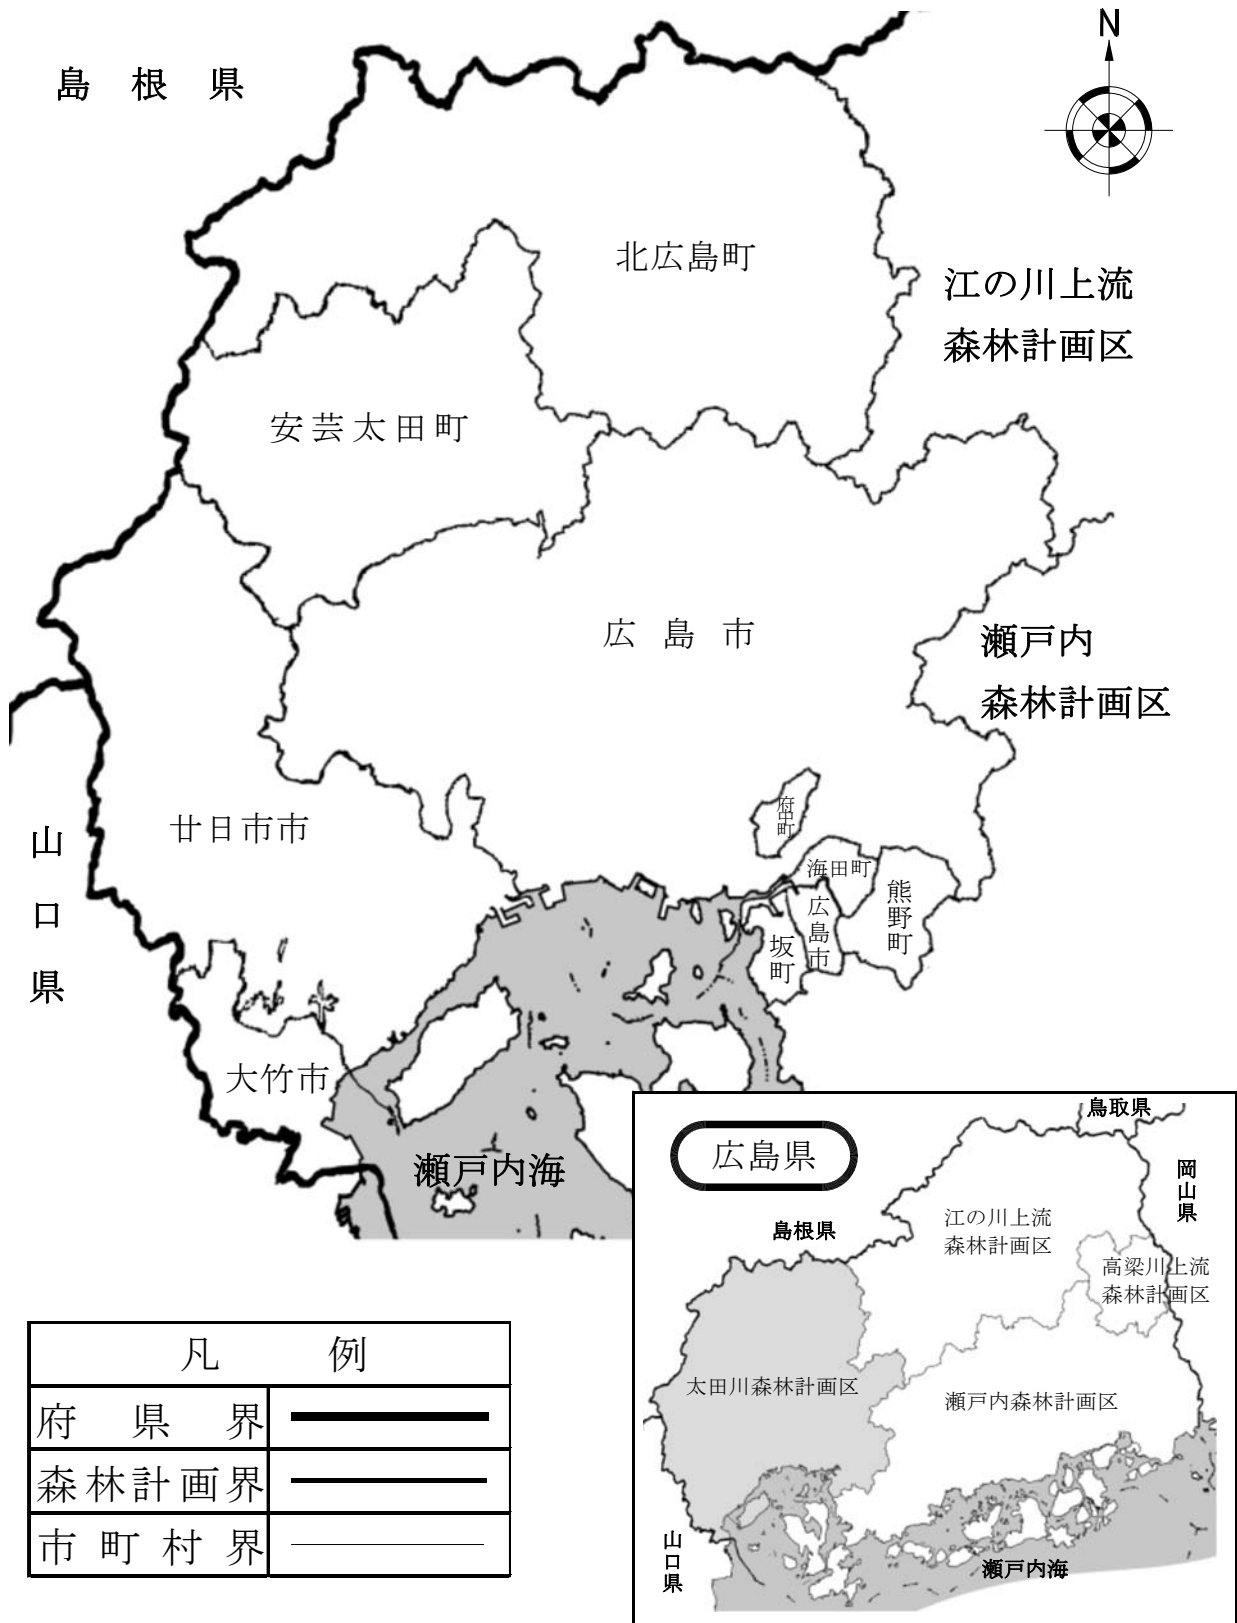 N
島根県
北広島町
江の川上流
森林計画区
安芸太田町
広島市
瀬戸内
森林計画区
廿日市市
府中町
海田町
熊野町
広島市
坂町
山口県
大竹市
瀬戸内海
広島県
鳥取県
岡山県
島根県
江の川上流
森林計画区
高梁川上流
森林計画区
太田川森林計画区
瀬戸内森林計画区
山口県
瀬戸内海
凡例
府県界
森林計画界
市町村界